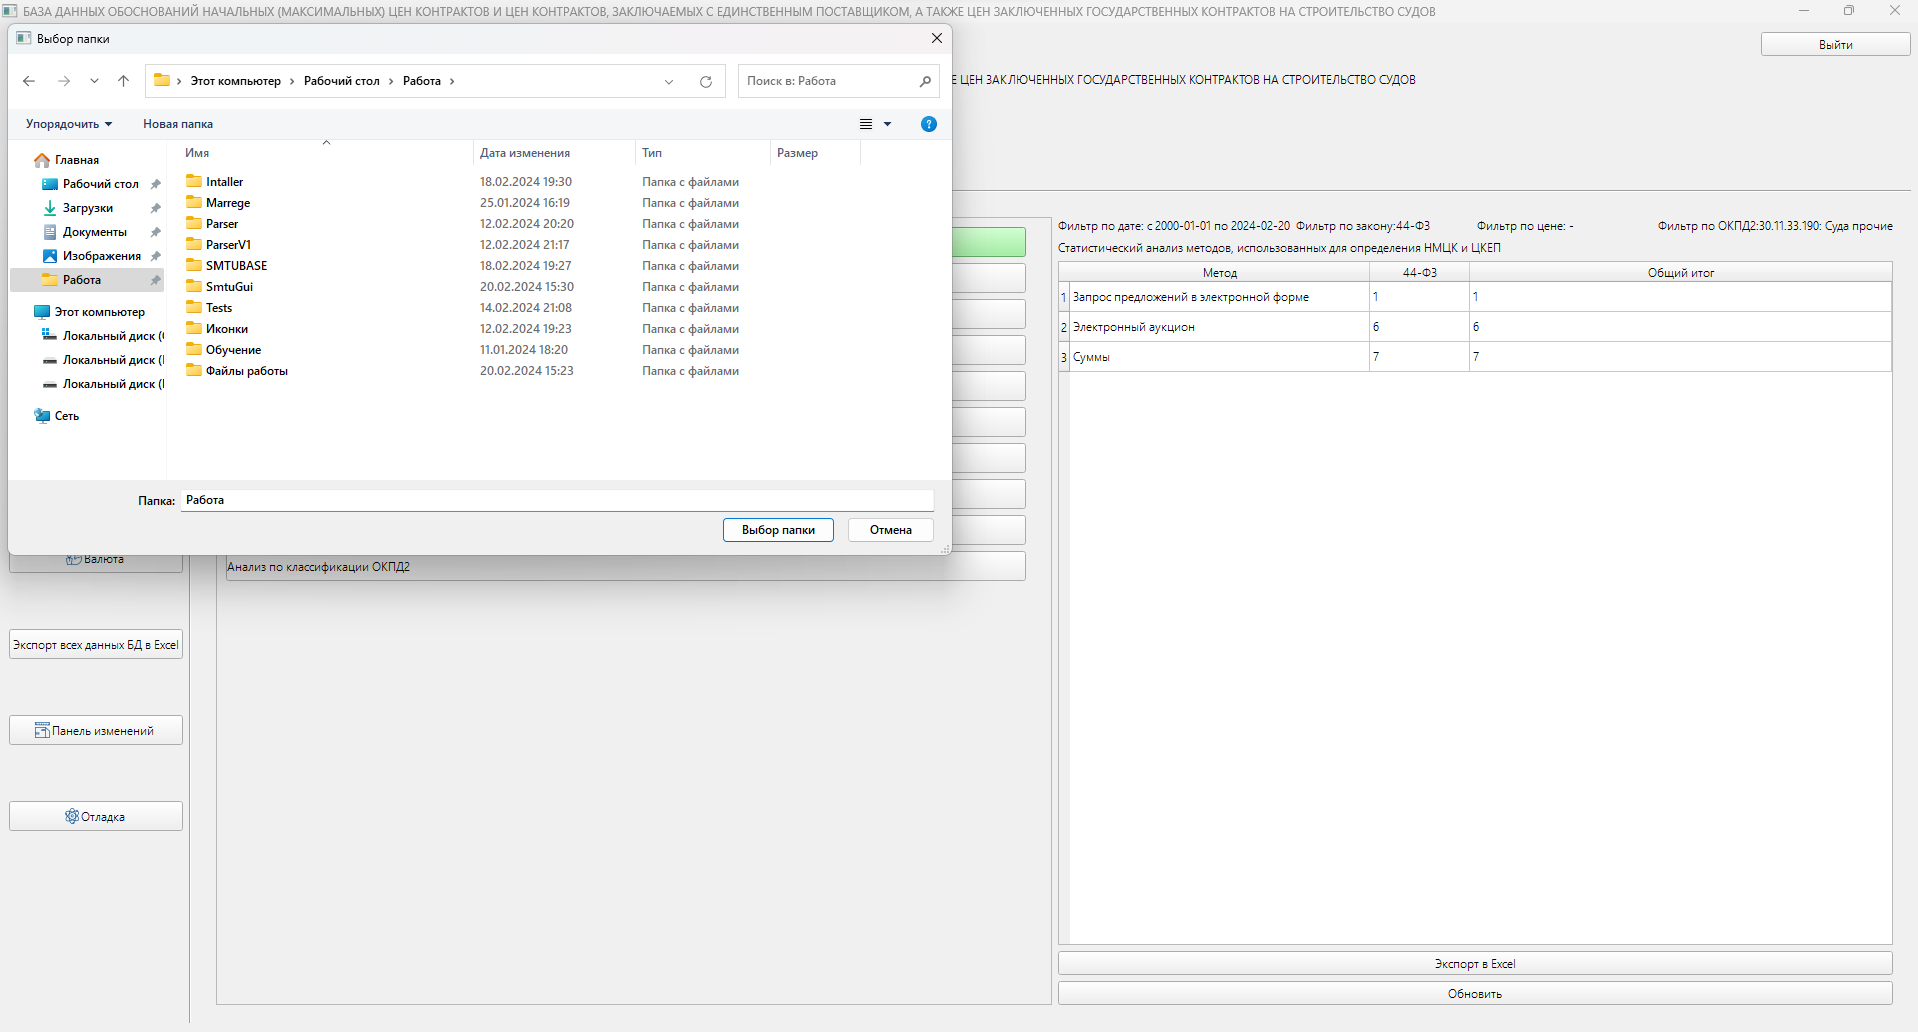 БАЗА ДАННЫХ ОБОСНОВАНИЙ НАЧАЛЬНЫХ (МАКСИМАЛЬНЫХ) ЦЕН КОНТРАКТОВ И ЦЕН КОНТРАКТОВ, ЗАКЛЮЧАЕМЫХ С ЕДИНСТВЕННЫМ ПОСТАВЩИКОМ, А ТАКЖЕ ЦЕН ЗАКЛЮЧЕННЫХ ГОСУДАРСТВЕННЫХ КОНТРАКТОВ НА СТРОИТЕЛЬСТВО СУДОВ
Выбор папки
Выйти
Этот компьютер > Рабочий стол > Работа >
Поиск в: Работа
Е ЦЕН ЗАКЛЮЧЕННЫХ ГОСУДАРСТВЕННЫХ КОНТРАКТОВ НА СТРОИТЕЛЬСТВО СУДОВ
Упорядочить
Новая папка
Главная
Рабочий стол
Загрузки
Документы
Изображения
Работа
Этот компьютер
Локальный диск (
Локальный диск (
Локальный диск (
Сеть
Имя Дата изменения Тип Размер
Intaller 18.02.2024 19:30 Папка с файлами
Marrege 25.01.2024 16:19 Папка с файлами
Parser 12.02.2024 20:20 Папка с файлами
ParserV1 12.02.2024 21:17 Папка с файлами
SMTUBASE 18.02.2024 19:27 Папка с файлами
SmtuGui 20.02.2024 15:30 Папка с файлами
Tests 14.02.2024 21:08 Папка с файлами
Иконки 12.02.2024 19:23 Папка с файлами
Обучение 11.01.2024 18:20 Папка с файлами
Файлы работы 20.02.2024 15:23 Папка с файлами
Папка: Работа
Выбор папки Отмена
Валюта
Экспорт всех данных БД в Excel
Панель изменений
Отладка
Анализ по классификации ОКПД2
Фильтр по дате: с 2000-01-01 по 2024-02-20 Фильтр по закону:44-ФЗ Фильтр по цене: - Фильтр по ОКПД2:30.11.33.190: Суда прочие
Статистический анализ методов, использованных для определения НМЦК и ЦКЕП
Метод 44-ФЗ Общий итог
1 Запрос предложений в электронной форме 1 1
2 Электронный аукцион 6 6
3 Суммы 7 7
Экспорт в Excel
Обновить